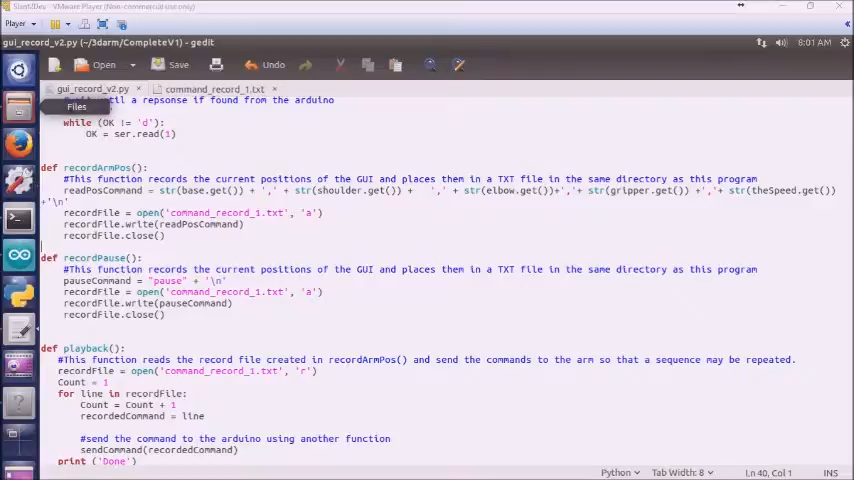 SilentDev - VMware Player (Non-commercial use only)
Player
gui_record_v2.py (~/3darm/CompleteV1) - gedit
8:01 AM
Open
Save
Undo
gui_record_v2.py ×
command_record_1.txt ×
til a repsonse if found from the arduino
Files
while (OK != 'd'):
OK = ser.read(1)
def recordArmPos():
#This function records the current positions of the GUI and places them in a TXT file in the same directory as this program
readPosCommand = str(base.get()) + ',' + str(shoulder.get()) + ',' + str(elbow.get())+','+ str(gripper.get()) +','+ str(theSpeed.get())
+'\n'
recordFile = open('command_record_1.txt', 'a')
recordFile.write(readPosCommand)
recordFile.close()
def recordPause():
#This function records the current positions of the GUI and places them in a TXT file in the same directory as this program
pauseCommand = "pause" + '\n'
recordFile = open('command_record_1.txt', 'a')
recordFile.write(pauseCommand)
recordFile.close()
def playback():
#This function reads the record file created in recordArmPos() and send the commands to the arm so that a sequence may be repeated.
recordFile = open('command_record_1.txt', 'r')
Count = 1
for line in recordFile:
Count = Count + 1
recordedCommand = line
#send the command to the arduino using another function
sendCommand(recordedCommand)
print ('Done')
Python
Tab Width: 8
Ln 40, Col 1
INS